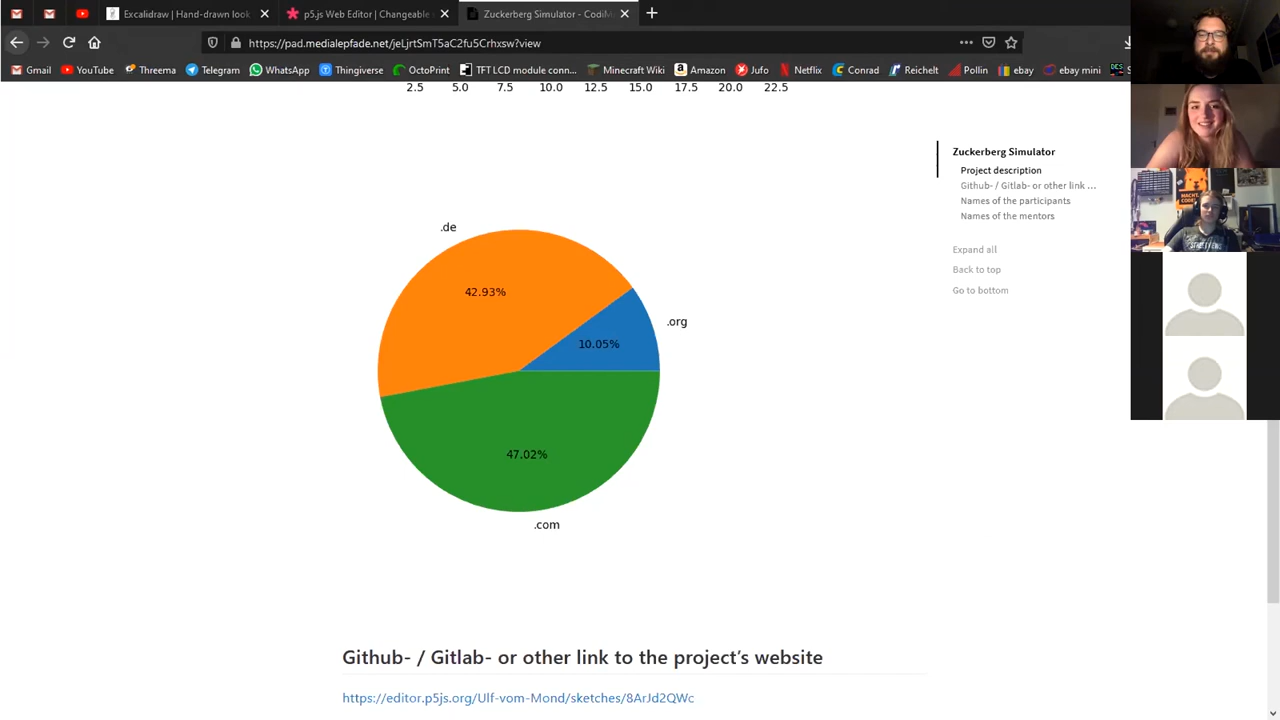 Excalidraw | Hand-drawn look
p5.js Web Editor | Changeable
Zuckerberg Simulator - CodiM
https://pad.medialepfade.net/jeLjrtSmT5aC2fu5Crhxsw?view
Gmail YouTube Threema Telegram WhatsApp Thingiverse OctoPrint TFT LCD module conn... Minecraft Wiki Amazon Jufo Netflix Conrad Reichelt Pollin ebay ebay mini
2.5 5.0 7.5 10.0 12.5 15.0 17.5 20.0 22.5
Zuckerberg Simulator
Project description
Github- / Gitlab- or other link ...
Names of the participants
Names of the mentors
Expand all
Back to top
Go to bottom
.de
42.93%
.org
10.05%
47.02%
.com
Github- / Gitlab- or other link to the project's website
https://editor.p5js.org/Ulf-vom-Mond/sketches/8ArJd2QWc